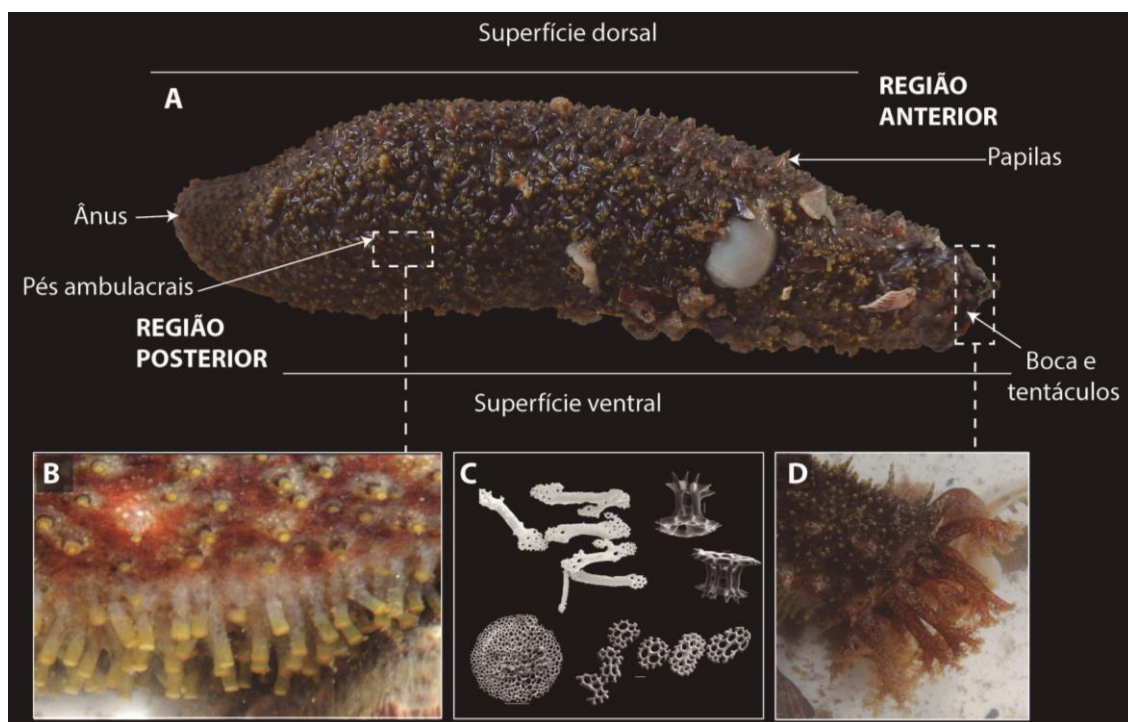 Superfície dorsal
A
REGIÃO
ANTERIOR
Papilas
Ânus
Pés ambulacrais
REGIÃO
POSTERIOR
Boca e
tentáculos
Superfície ventral
B
C
D